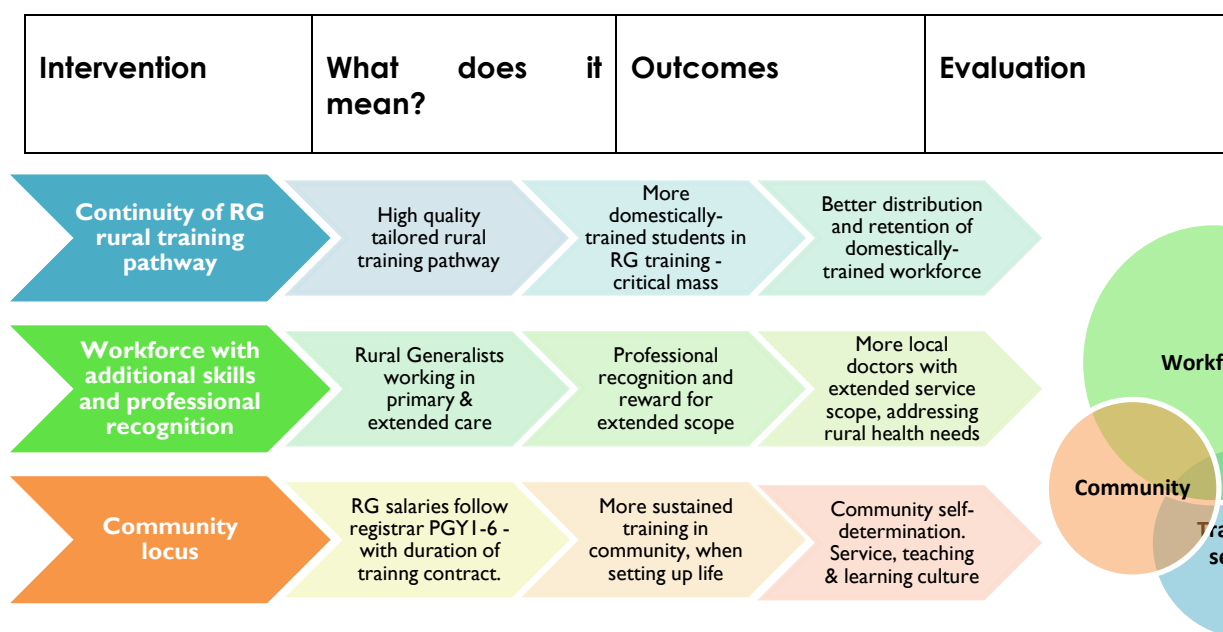 Intervention
What does it
mean?
Outcomes
Evaluation
Continuity of RG
rural training
pathway
High quality
tailored rural
training pathway
More
domestically-
trained students in
RG training -
critical mass
Better distribution
and retention of
domestically-
trained workforce
Workforce with
additional skills
and professional
recognition
Rural Generalists
working in
primary &
extended care
Professional
recognition and
reward for
extended scope
More local
doctors with
extended service
scope, addressing
rural health needs
Community
locus
RG salaries follow
registrar PGY1-6 -
with duration of
trainng contract.
More sustained
training in
community, when
setting up life
Community self-
determination.
Service, teaching
& learning culture
Community